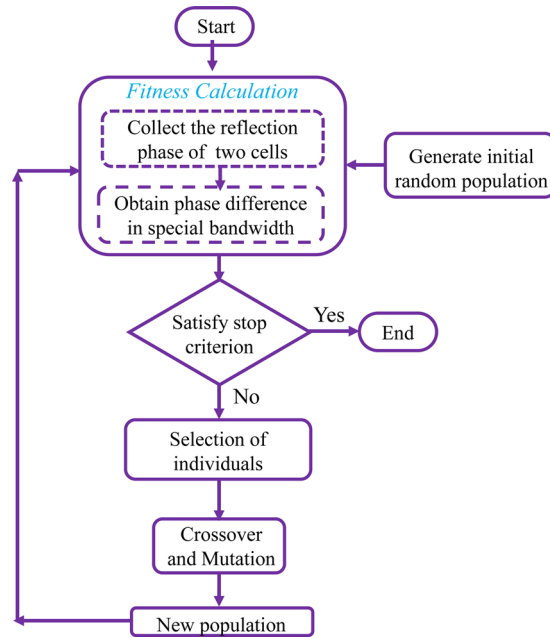 Start
Fitness Calculation
Collect the reflection
phase of two cells
Generate initial
random population
Obtain phase difference
in special bandwidth
Satisfy stop
criterion
Yes
End
No
Selection of
individuals
Crossover
and Mutation
New population